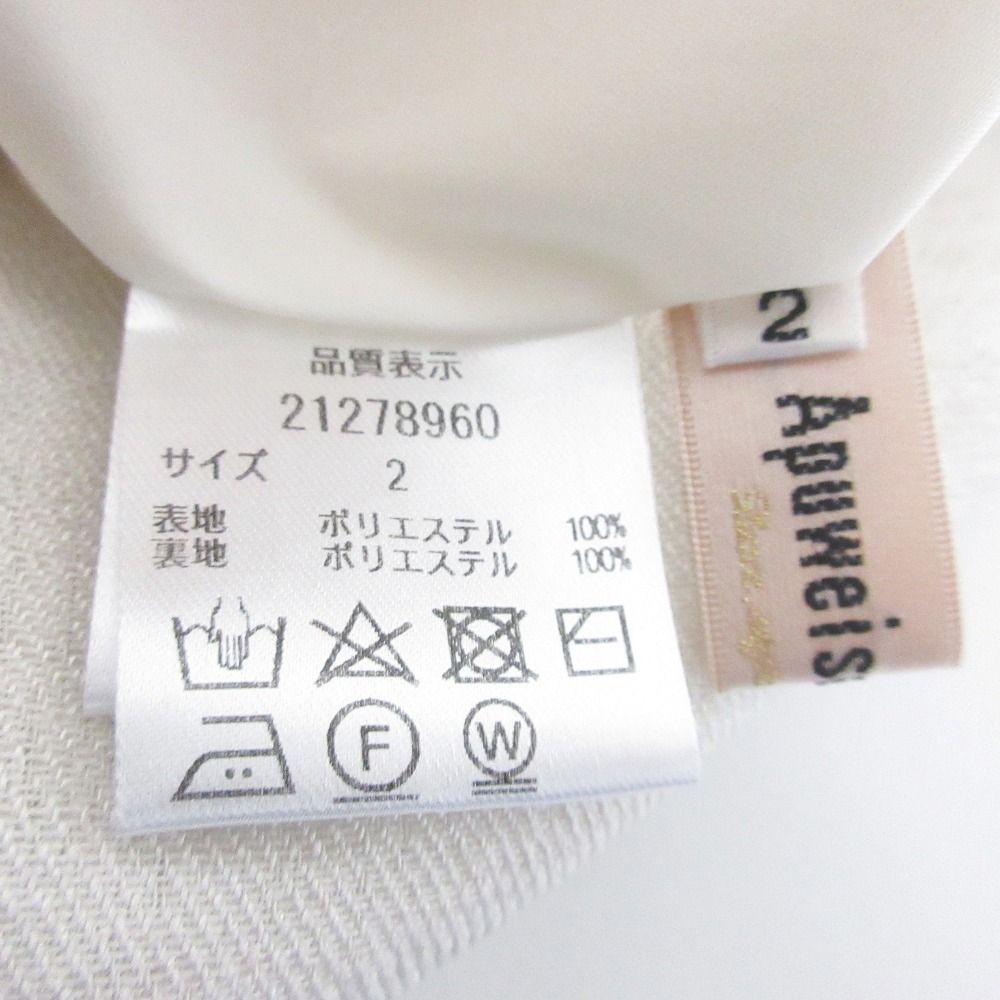 品質表示
21278960
サイズ 2
表地 ポリエステル 100%
裏地 ポリエステル 100%
F W
2
Apuweis